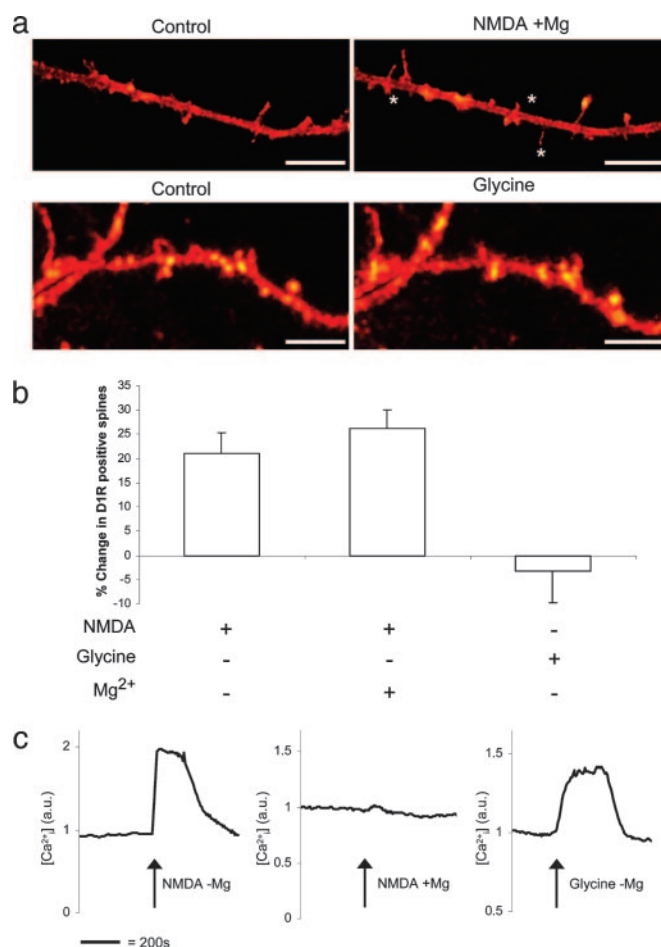 a
Control
NMDA +Mg
*
*
*
Control
Glycine
b
% Change in D1R positive spines
35
30
25
20
15
10
5
0
-5
-10
NMDA + + -
Glycine - - +
Mg2+ - + -
c
[Ca2+] (a.u.)
2
1
0
NMDA -Mg
[Ca2+] (a.u.)
1.5
1
0.5
0
NMDA +Mg
[Ca2+] (a.u.)
1.5
1
0.5
Glycine -Mg
= 200s